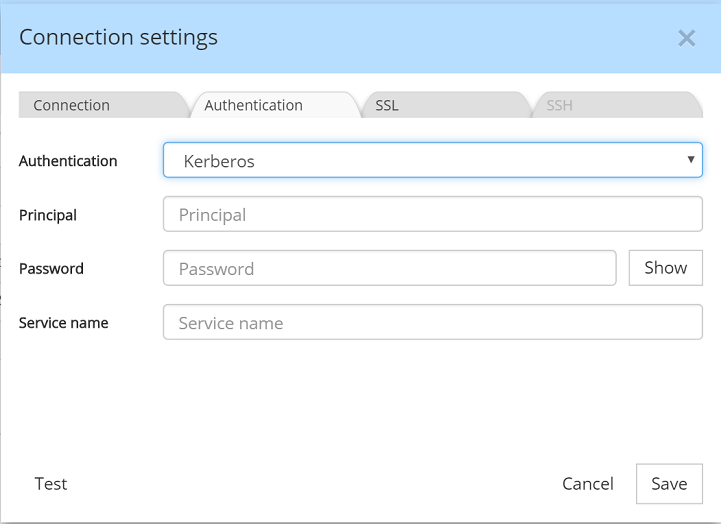 Connection settings
Connection Authentication SSL SSH
Authentication Kerberos
Principal Principal
Password Password Show
Service name Service name
Test Cancel Save